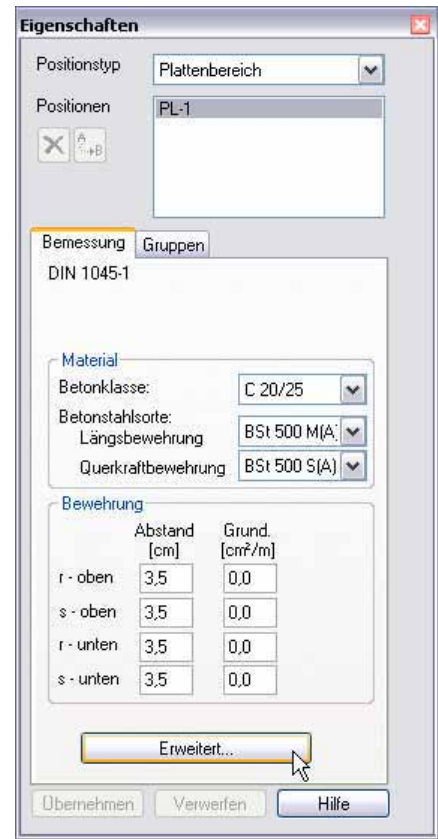 Eigenschaften
Positionstyp Plattenbereich
Positionen PL-1
A
→B
Bemessung Gruppen
DIN 1045-1
Material
Betonklasse: C 20/25
Betonstahlsorte:
Längsbewehrung BSt 500 M(A)
Querkraftbewehrung BSt 500 S(A)
Bewehrung
Abstand Grund.
[cm] [cm²/m]
r - oben 3,5 0,0
s - oben 3,5 0,0
r - unten 3,5 0,0
s - unten 3,5 0,0
Erweitert...
Übernehmen Verwerfen Hilfe